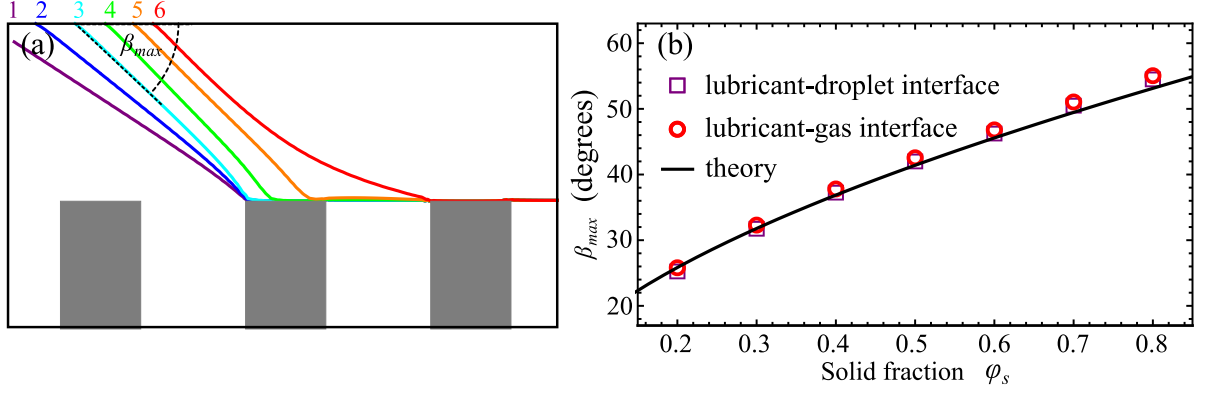 1 2 3 4 5 6
(a)
β_max
(b)
lubricant-droplet interface
lubricant-gas interface
theory
β_max (degrees)
60
50
40
30
20
0.2 0.3 0.4 0.5 0.6 0.7 0.8
Solid fraction φ_s